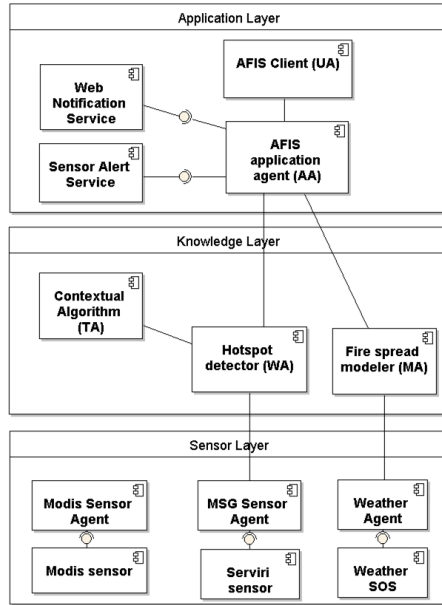 Application Layer
AFIS Client (UA)
Web
Notification
Service
AFIS
application
agent (AA)
Sensor Alert
Service
Knowledge Layer
Contextual
Algorithm
(TA)
Hotspot
detector (WA)
Fire spread
modeler (MA)
Sensor Layer
Modis Sensor
Agent
MSG Sensor
Agent
Weather
Agent
Modis sensor
Serviri
sensor
Weather
SOS